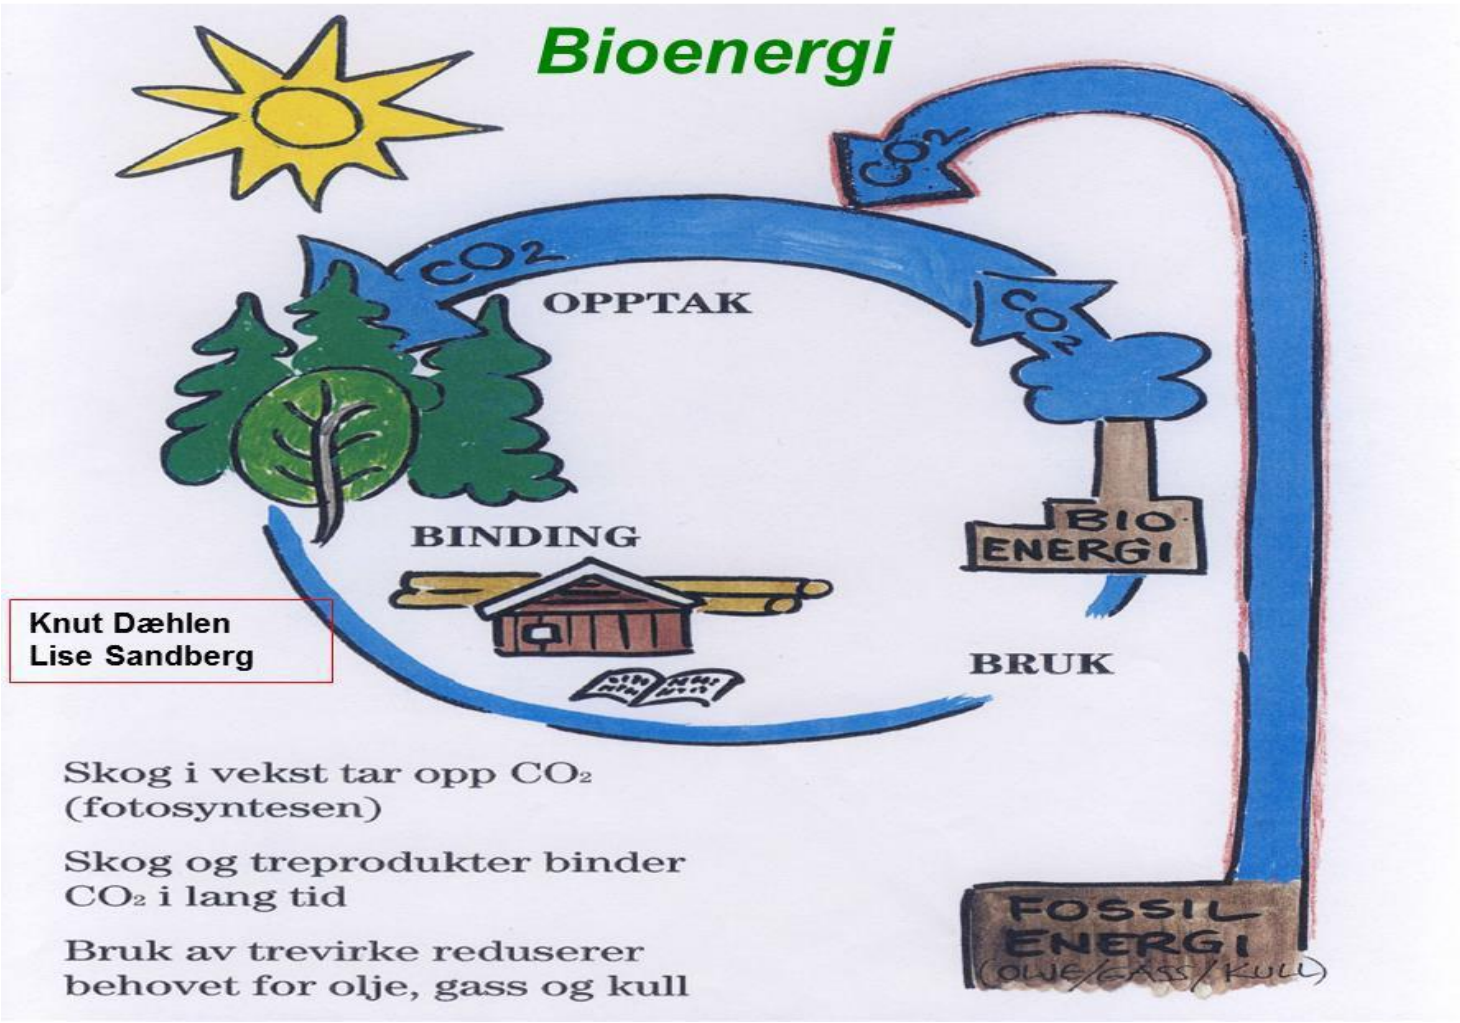 Bioenergi
CO2
CO2
OPPTAK
CO2
BINDING
BIO
ENERGI
Knut Dæhlen
Lise Sandberg
BRUK
Skog i vekst tar opp CO₂
(fotosyntesen)
Skog og treprodukter binder
CO₂ i lang tid
Bruk av trevirke reduserer
behovet for olje, gass og kull
FOSSIL
ENERGI
(OLJE/GASS/KULL)